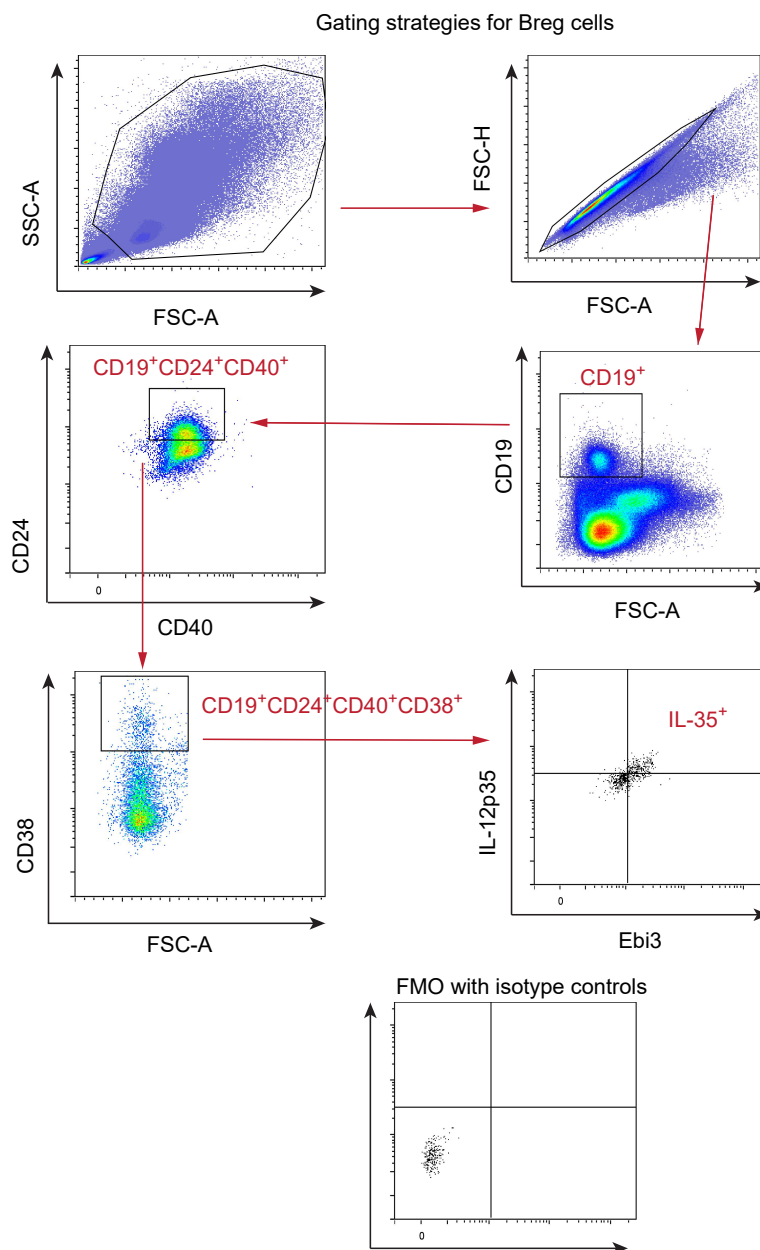 Gating strategies for Breg cells
SSC-A
FSC-A
FSC-H
FSC-A
CD19⁺CD24⁺CD40⁺
CD24
0
CD40
CD19⁺
CD19
FSC-A
CD19⁺CD24⁺CD40⁺CD38⁺
CD38
FSC-A
IL-35⁺
IL-12p35
0
Ebi3
FMO with isotype controls
0